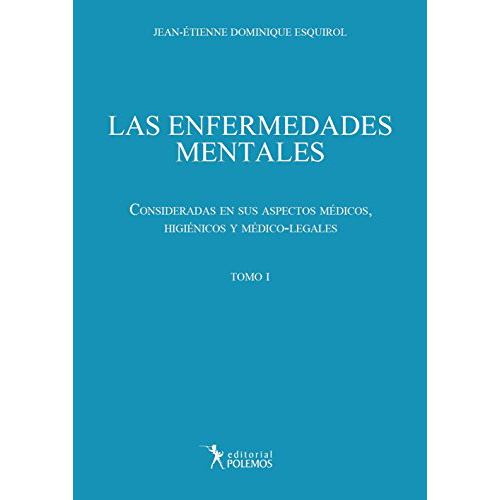 JEAN-ÉTIENNE DOMINIQUE ESQUIROL
LAS ENFERMEDADES
MENTALES
CONSIDERADAS EN SUS ASPECTOS MÉDICOS,
HIGIÉNICOS Y MÉDICO-LEGALES
TOMO I
editorial
POLEMOS